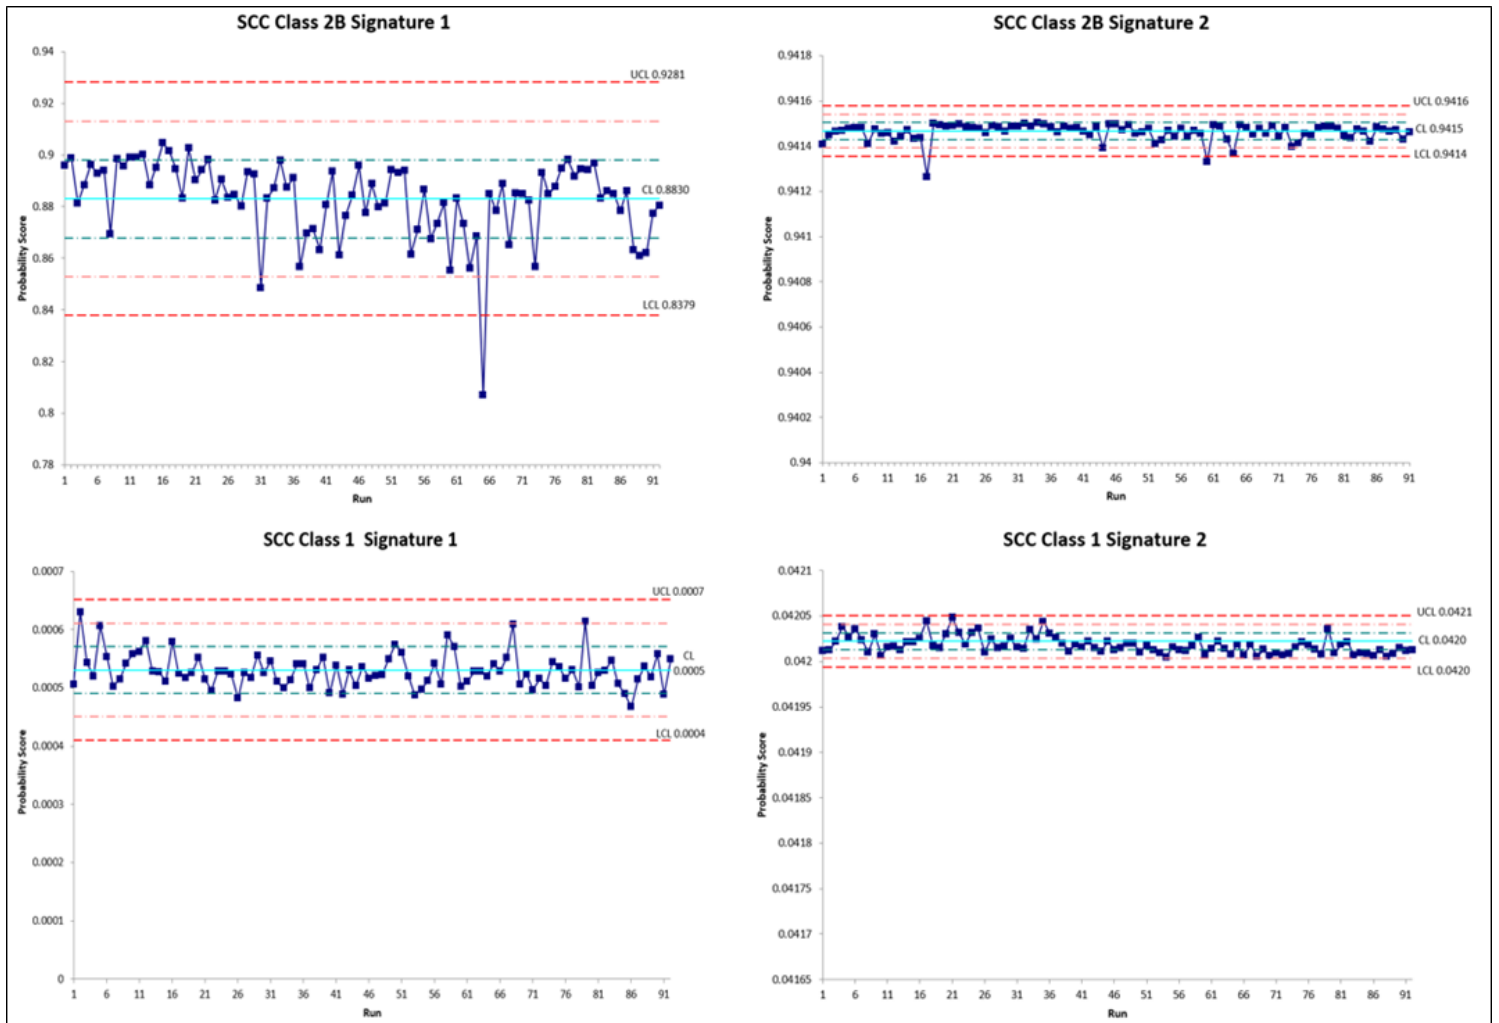 SCC Class 2B Signature 1
0.94
UCL 0.9281
0.92
0.9
CL 0.8830
0.88
0.86
LCL 0.8379
0.84
0.82
0.8
0.78
Probability Score
1 6 11 16 21 26 31 36 41 46 51 56 61 66 71 76 81 86 91
Run
SCC Class 2B Signature 2
0.9418
0.9416
UCL 0.9416
CL 0.9415
0.9414
LCL 0.9414
0.9412
0.941
0.9408
0.9406
0.9404
0.9402
0.94
Probability Score
1 6 11 16 21 26 31 36 41 46 51 56 61 66 71 76 81 86 91
Run
SCC Class 1 Signature 1
0.0007
UCL 0.0007
0.0006
CL
0.0005
0.0005
LCL 0.0004
0.0004
0.0003
0.0002
0.0001
0
Probability Score
1 6 11 16 21 26 31 36 41 46 51 56 61 66 71 76 81 86 91
Run
SCC Class 1 Signature 2
0.0421
0.04205
UCL 0.0421
CL 0.0420
0.042
LCL 0.0420
0.04195
0.0419
0.04185
0.0418
0.04175
0.0417
0.04165
Probability Score
1 6 11 16 21 26 31 36 41 46 51 56 61 66 71 76 81 86 91
Run